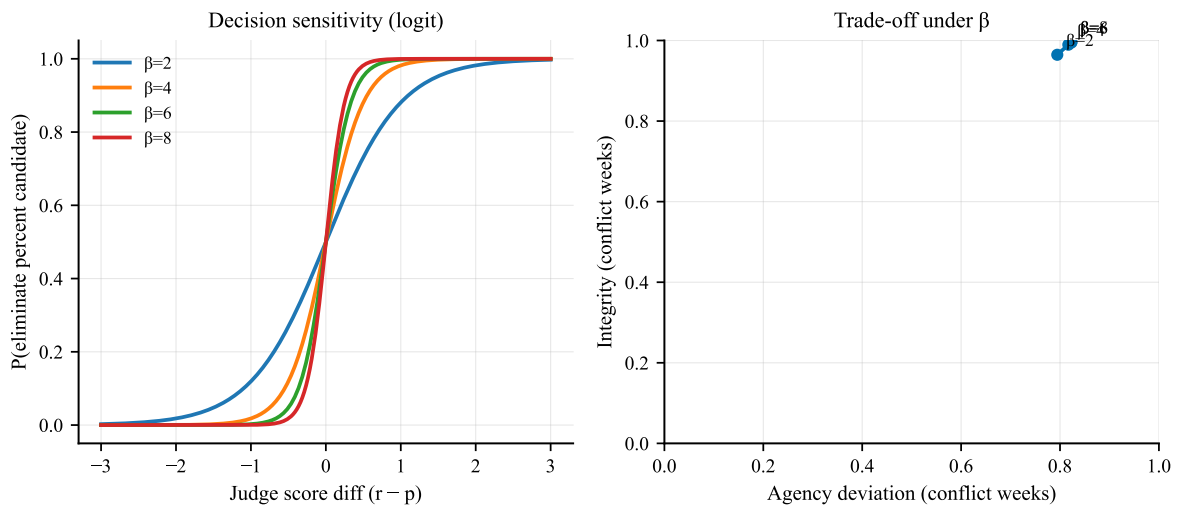 Decision sensitivity (logit)
P(eliminate percent candidate)
1.0
0.8
0.6
0.4
0.2
0.0
β=2
β=4
β=6
β=8
−3
−2
−1
0
1
2
3
Judge score diff (r − p)
Trade-off under β
Integrity (conflict weeks)
1.0
0.8
0.6
0.4
0.2
0.0
β=2
0.0
0.2
0.4
0.6
0.8
1.0
Agency deviation (conflict weeks)